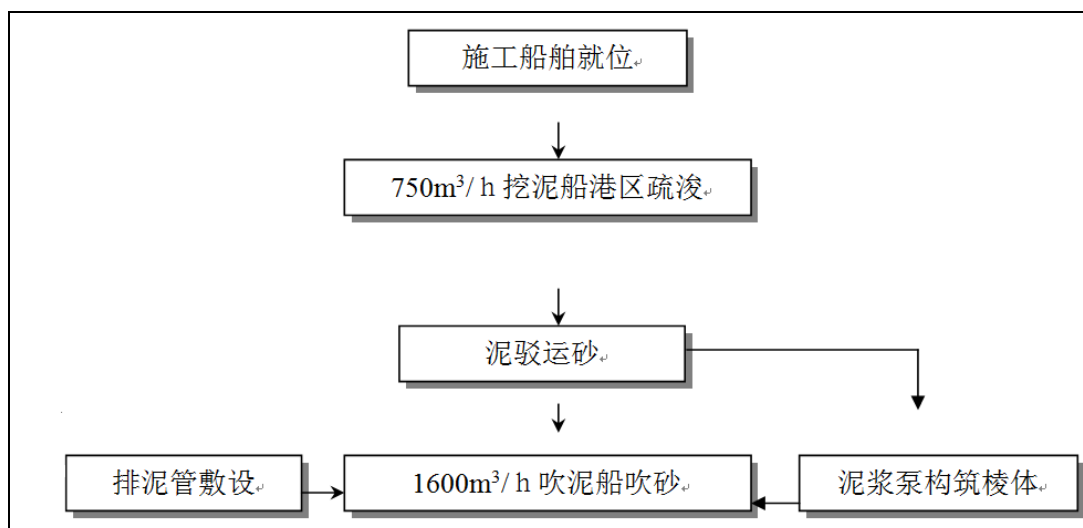 施工船舶就位
750m³/h 挖泥船港区疏浚
泥驳运砂
排泥管敷设
1600m³/h 吹泥船吹砂
泥浆泵构筑棱体